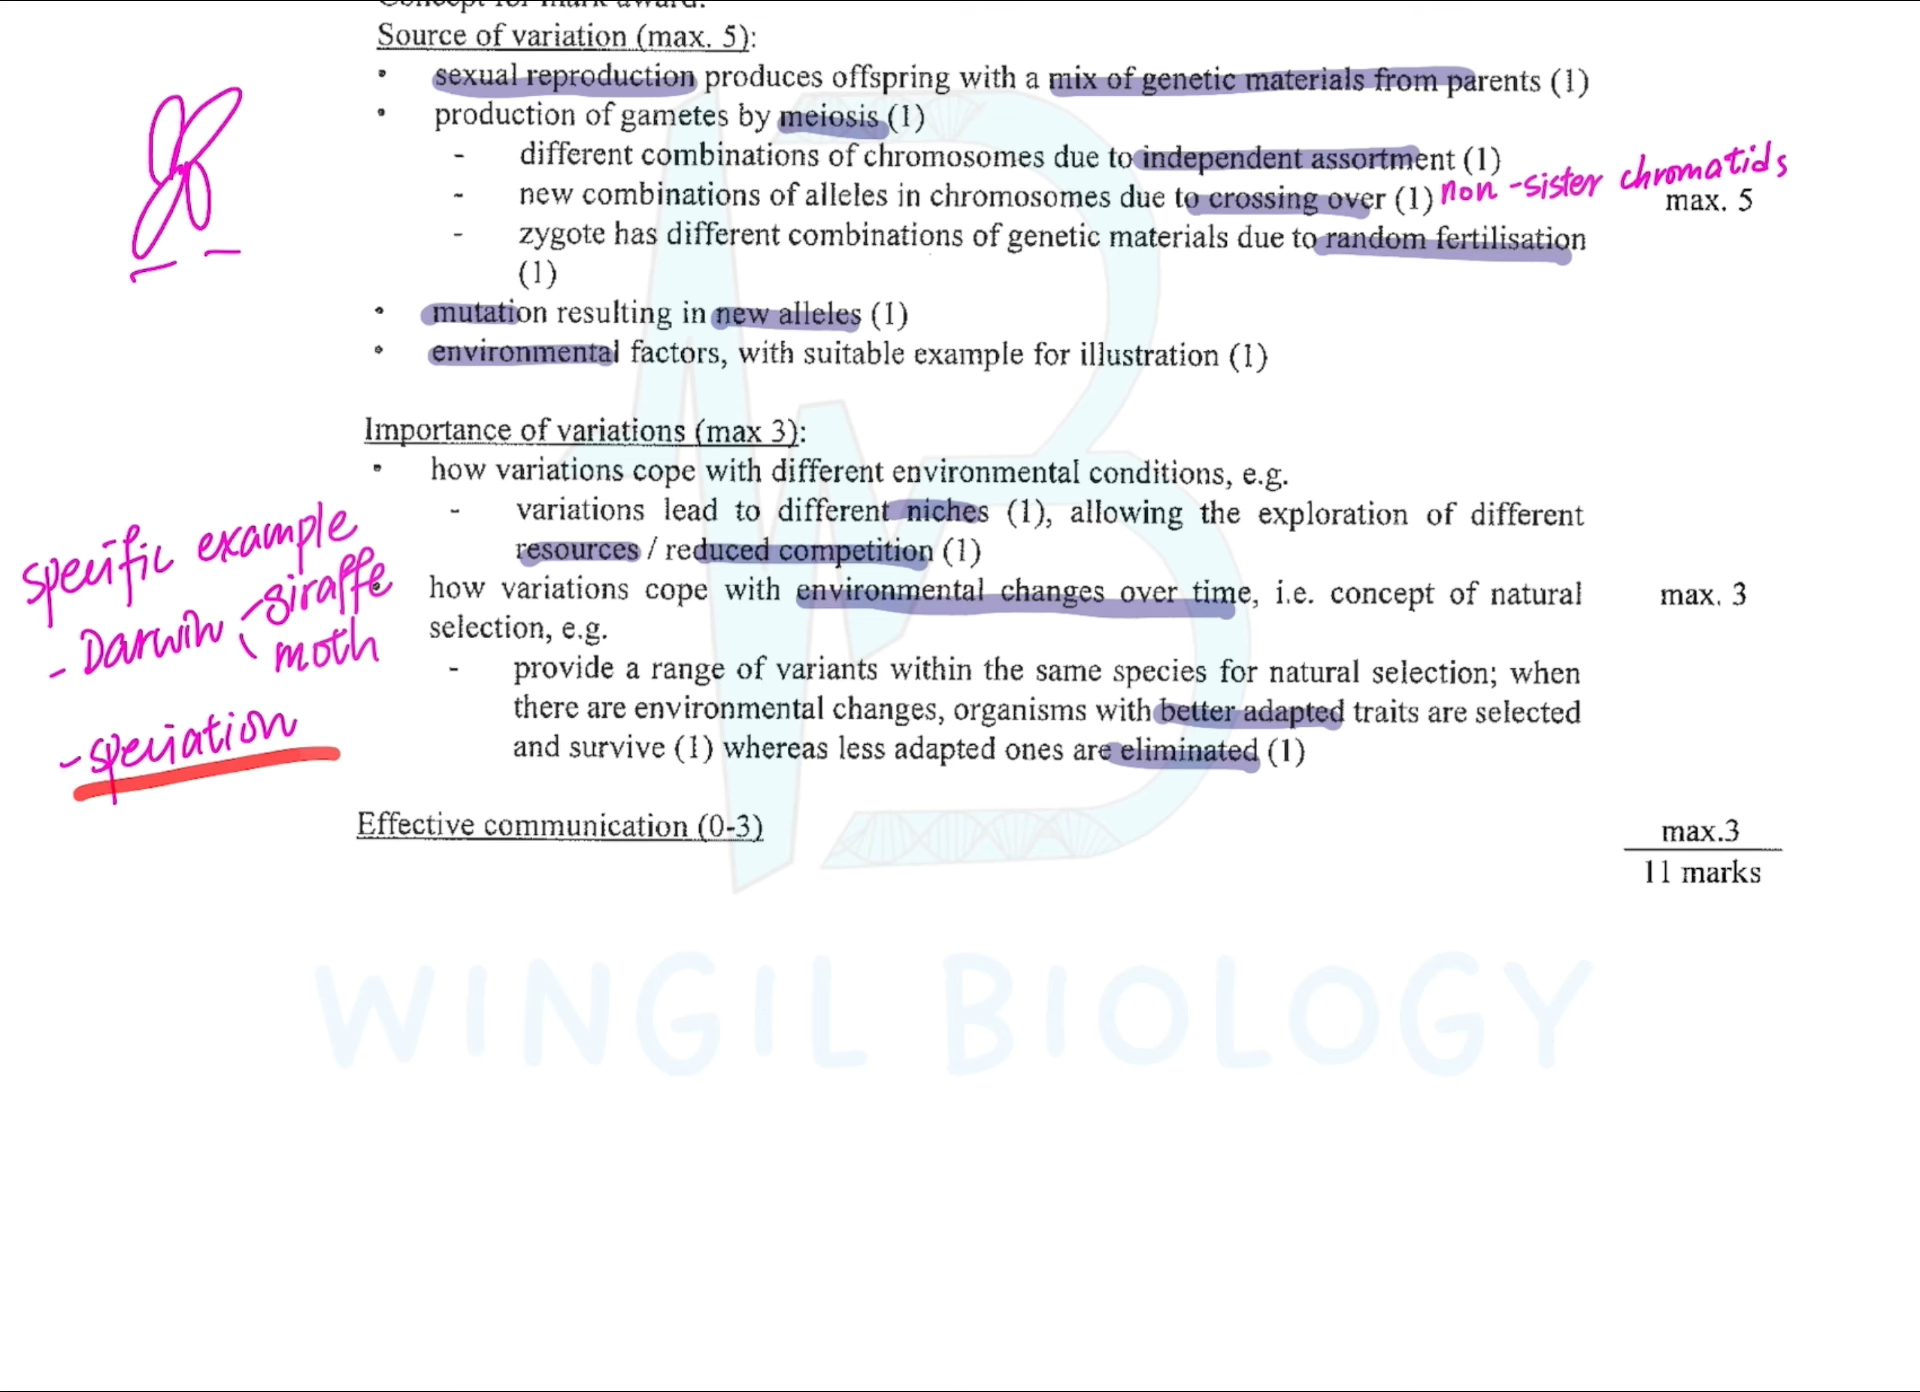 Concept for mark award:
Source of variation (max. 5):
• sexual reproduction produces offspring with a mix of genetic materials from parents (1)
• production of gametes by meiosis (1)
- different combinations of chromosomes due to independent assortment (1)
- new combinations of alleles in chromosomes due to crossing over (1) non-sister chromatids
max. 5
- zygote has different combinations of genetic materials due to random fertilisation
(1)
• mutation resulting in new alleles (1)
• environmental factors, with suitable example for illustration (1)
Importance of variations (max 3):
• how variations cope with different environmental conditions, e.g.
- variations lead to different niches (1), allowing the exploration of different
resources / reduced competition (1)
• how variations cope with environmental changes over time, i.e. concept of natural
max. 3
selection, e.g.
- provide a range of variants within the same species for natural selection; when
there are environmental changes, organisms with better adapted traits are selected
and survive (1) whereas less adapted ones are eliminated (1)
specific example
- Darwin - giraffe
moth
- speciation
Effective communication (0-3)
max.3
11 marks
WINGIL BIOLOGY